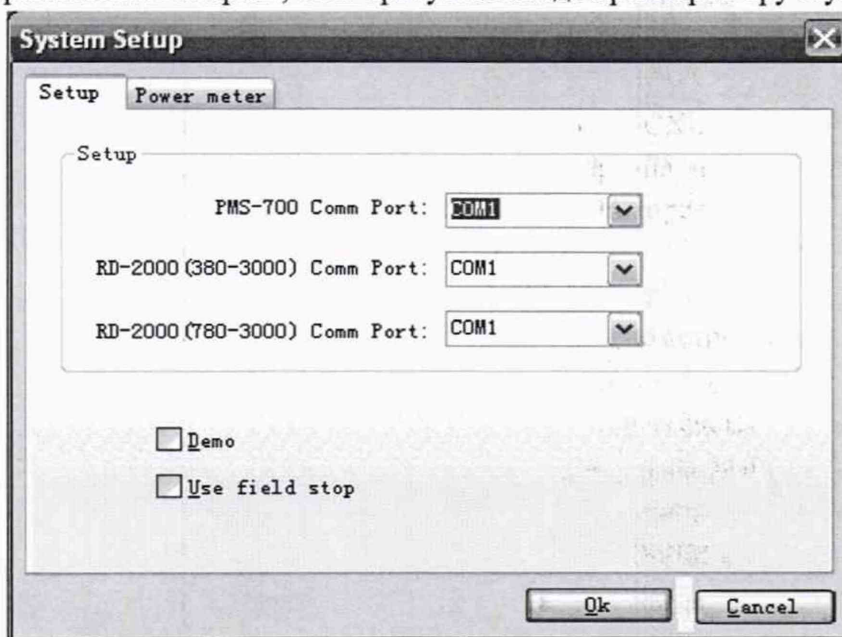 System Setup
Setup Power meter
Setup
PMS-700 Comm Port: COM1
RD-2000(380-3000) Comm Port: COM1
RD-2000(780-3000) Comm Port: COM1
Demo
Use field stop
Ok Cancel